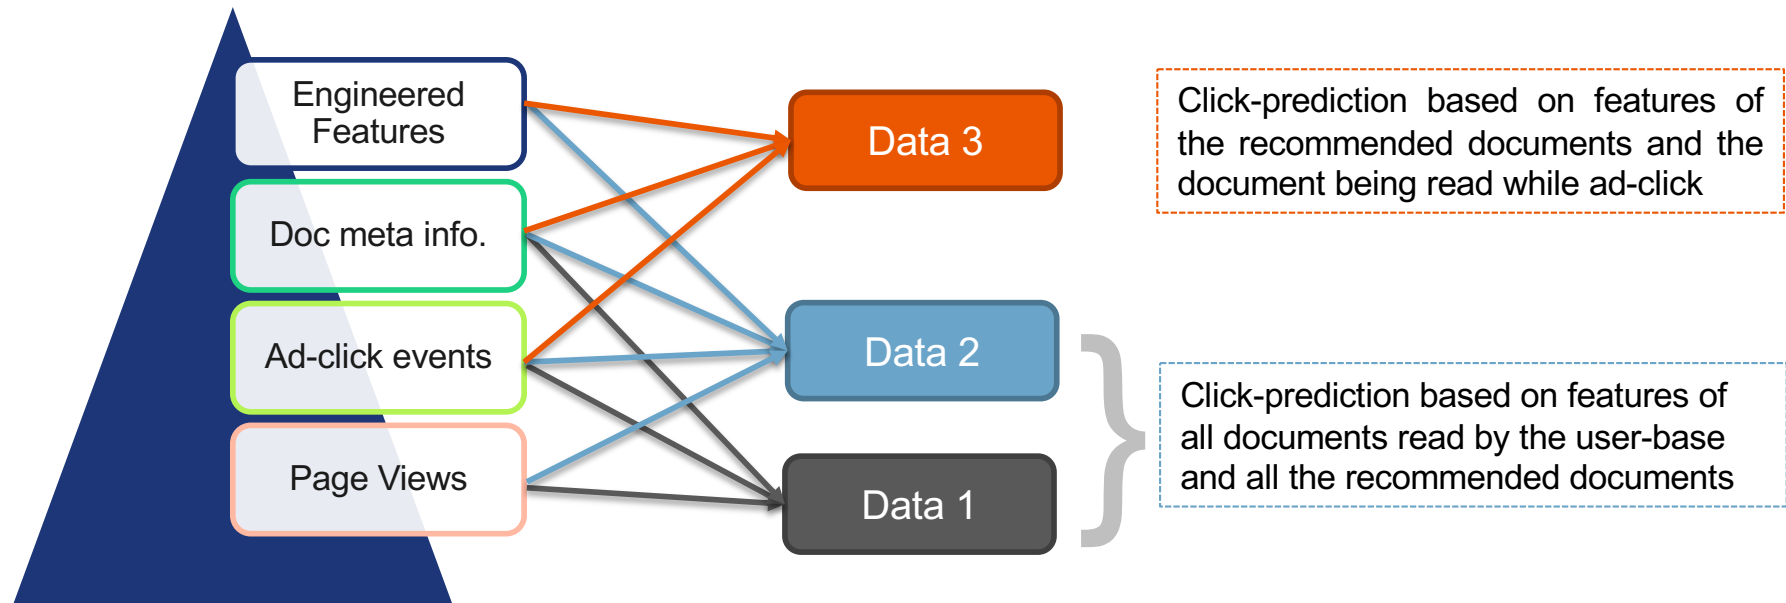 Engineered
Features
Doc meta info.
Ad-click events
Page Views
Data 3
Data 2
Data 1
Click-prediction based on features of
the recommended documents and the
document being read while ad-click
Click-prediction based on features of
all documents read by the user-base
and all the recommended documents